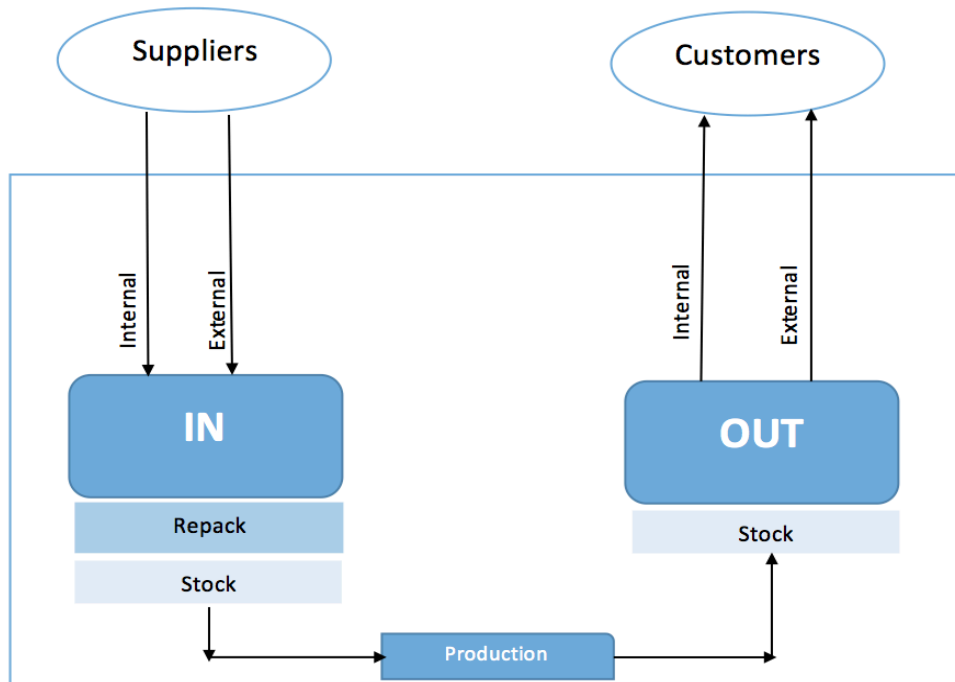 Suppliers
Customers
Internal
External
Internal
External
IN
OUT
Repack
Stock
Stock
Production